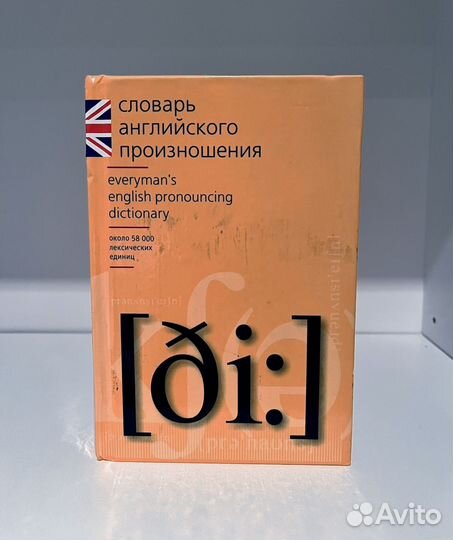 словарь
английского
произношения
everyman's
english pronouncing
dictionary
около 58 000
лексических
единиц
[ði:]
Avito